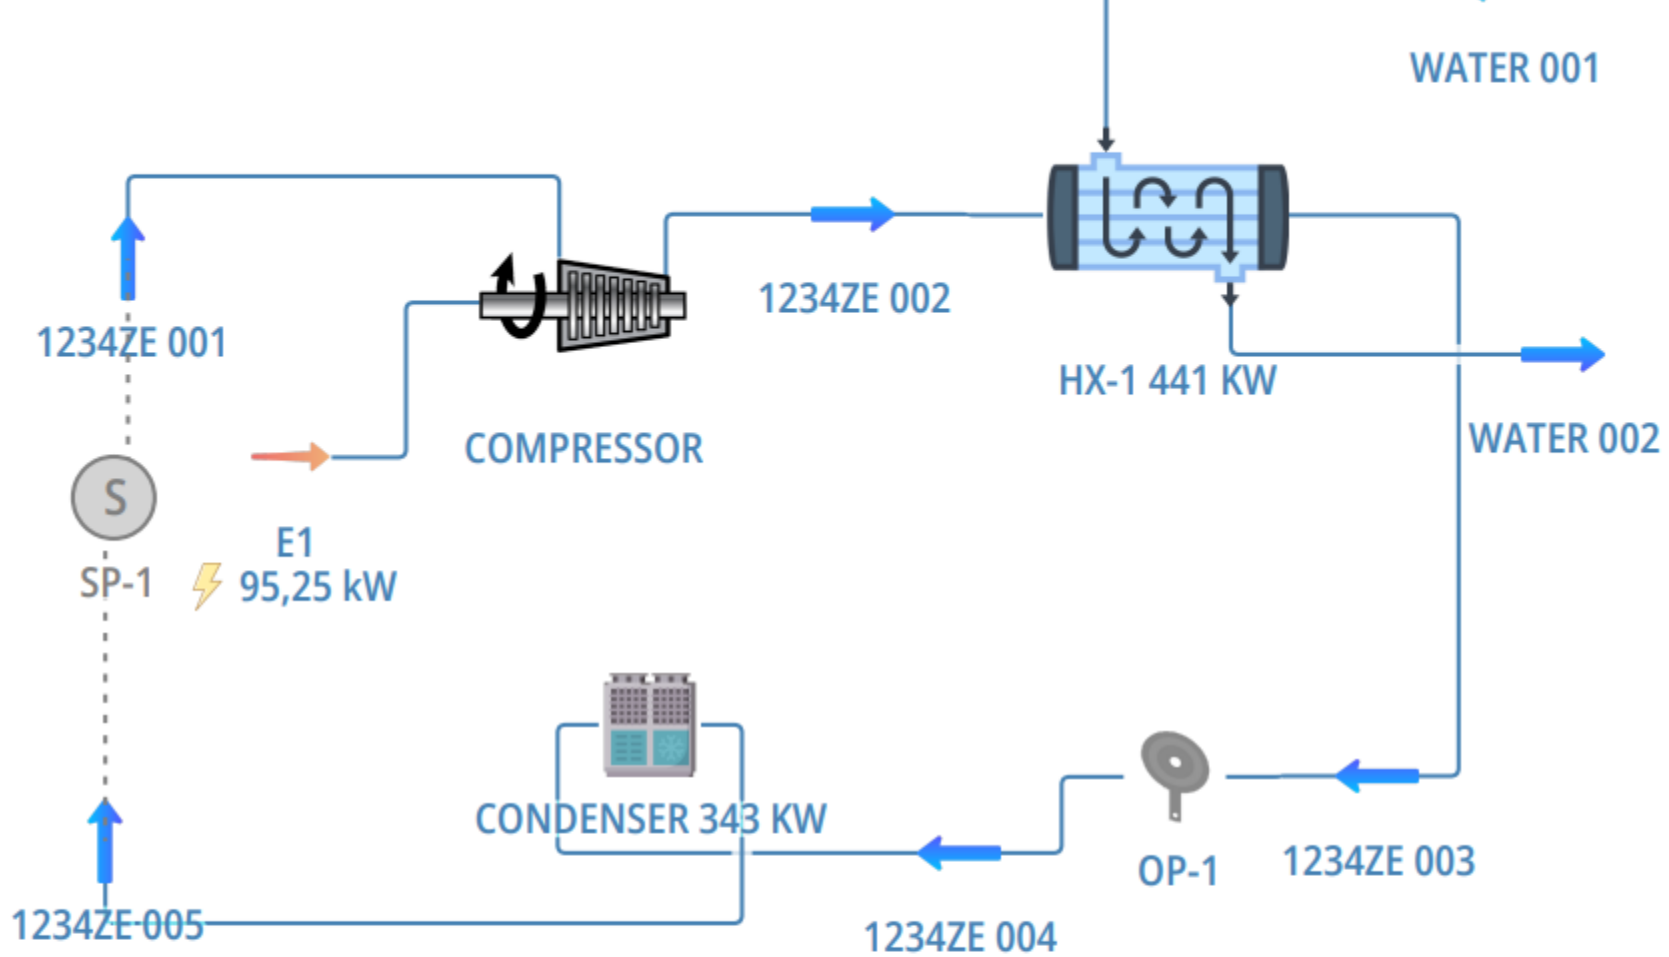 WATER 001
1234ZE 001
1234ZE 002
HX-1 441 KW
COMPRESSOR
WATER 002
S
SP-1
E1
95,25 kW
CONDENSER 343 KW
OP-1
1234ZE 003
1234ZE 005
1234ZE 004